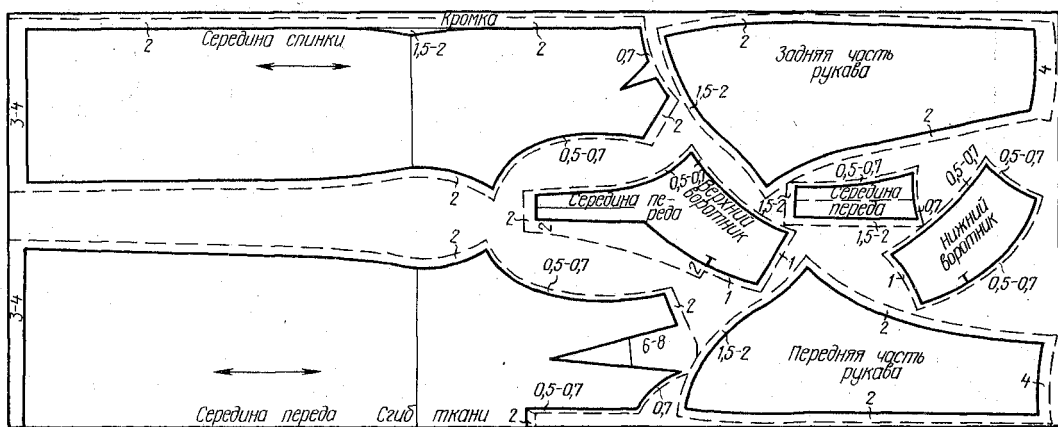 Кромка
2
Середина спинки
1,5-2
2
0,7
2
Задняя часть
рукава
4
3-4
1,5-2
2
2
0,5-0,7
2
0,5-0,7
0,5-0,7
0,5-0,7
0,5-0,7
Верхний
воротник
Середина пе-
реда
2
2
1,5-2
Середина
переда
0,7
1,5-2
Нижний
воротник
1
0,5-0,7
2
0,5-0,7
1
2
1
2
2
3-4
6-8
1,5-2
Передняя часть
рукава
4
0,5-0,7
0,7
2
2
Середина переда
Сгиб ткани